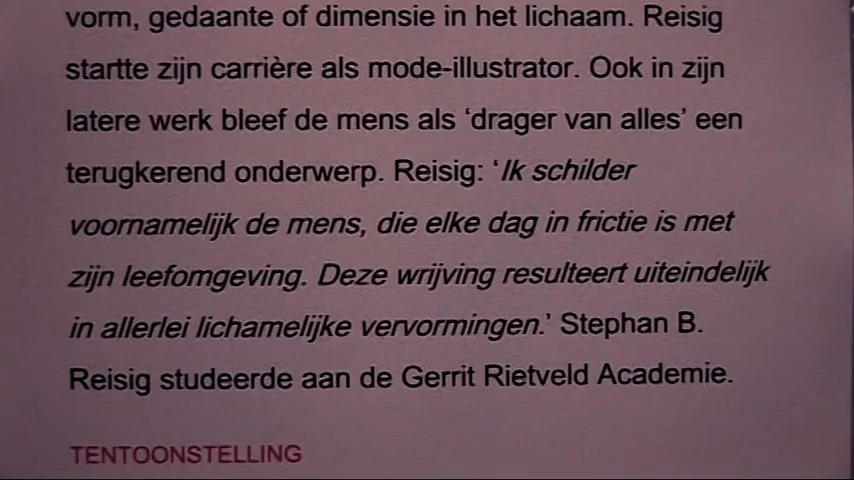 vorm, gedaante of dimensie in het lichaam. Reisig
startte zijn carrière als mode-illustrator. Ook in zijn
latere werk bleef de mens als ‘drager van alles’ een
terugkerend onderwerp. Reisig: ‘Ik schilder
voornamelijk de mens, die elke dag in frictie is met
zijn leefomgeving. Deze wrijving resulteert uiteindelijk
in allerlei lichamelijke vervormingen.’ Stephan B.
Reisig studeerde aan de Gerrit Rietveld Academie.
TENTOONSTELLING